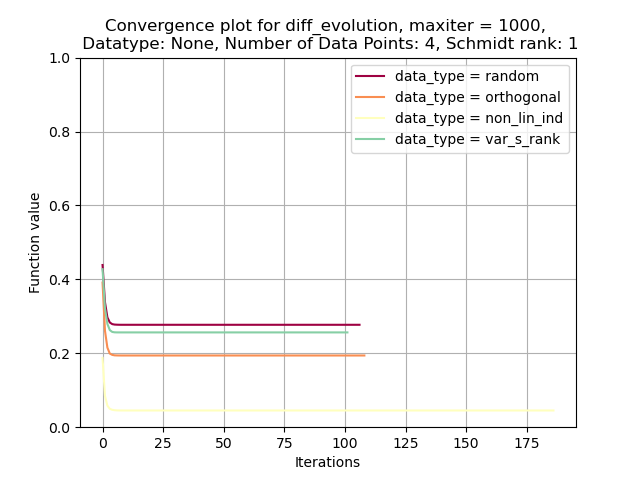 Convergence plot for diff_evolution, maxiter = 1000,
Datatype: None, Number of Data Points: 4, Schmidt rank: 1
1.0
0.8
0.6
0.4
0.2
0.0
Function value
data_type = random
data_type = orthogonal
data_type = non_lin_ind
data_type = var_s_rank
0 25 50 75 100 125 150 175
Iterations